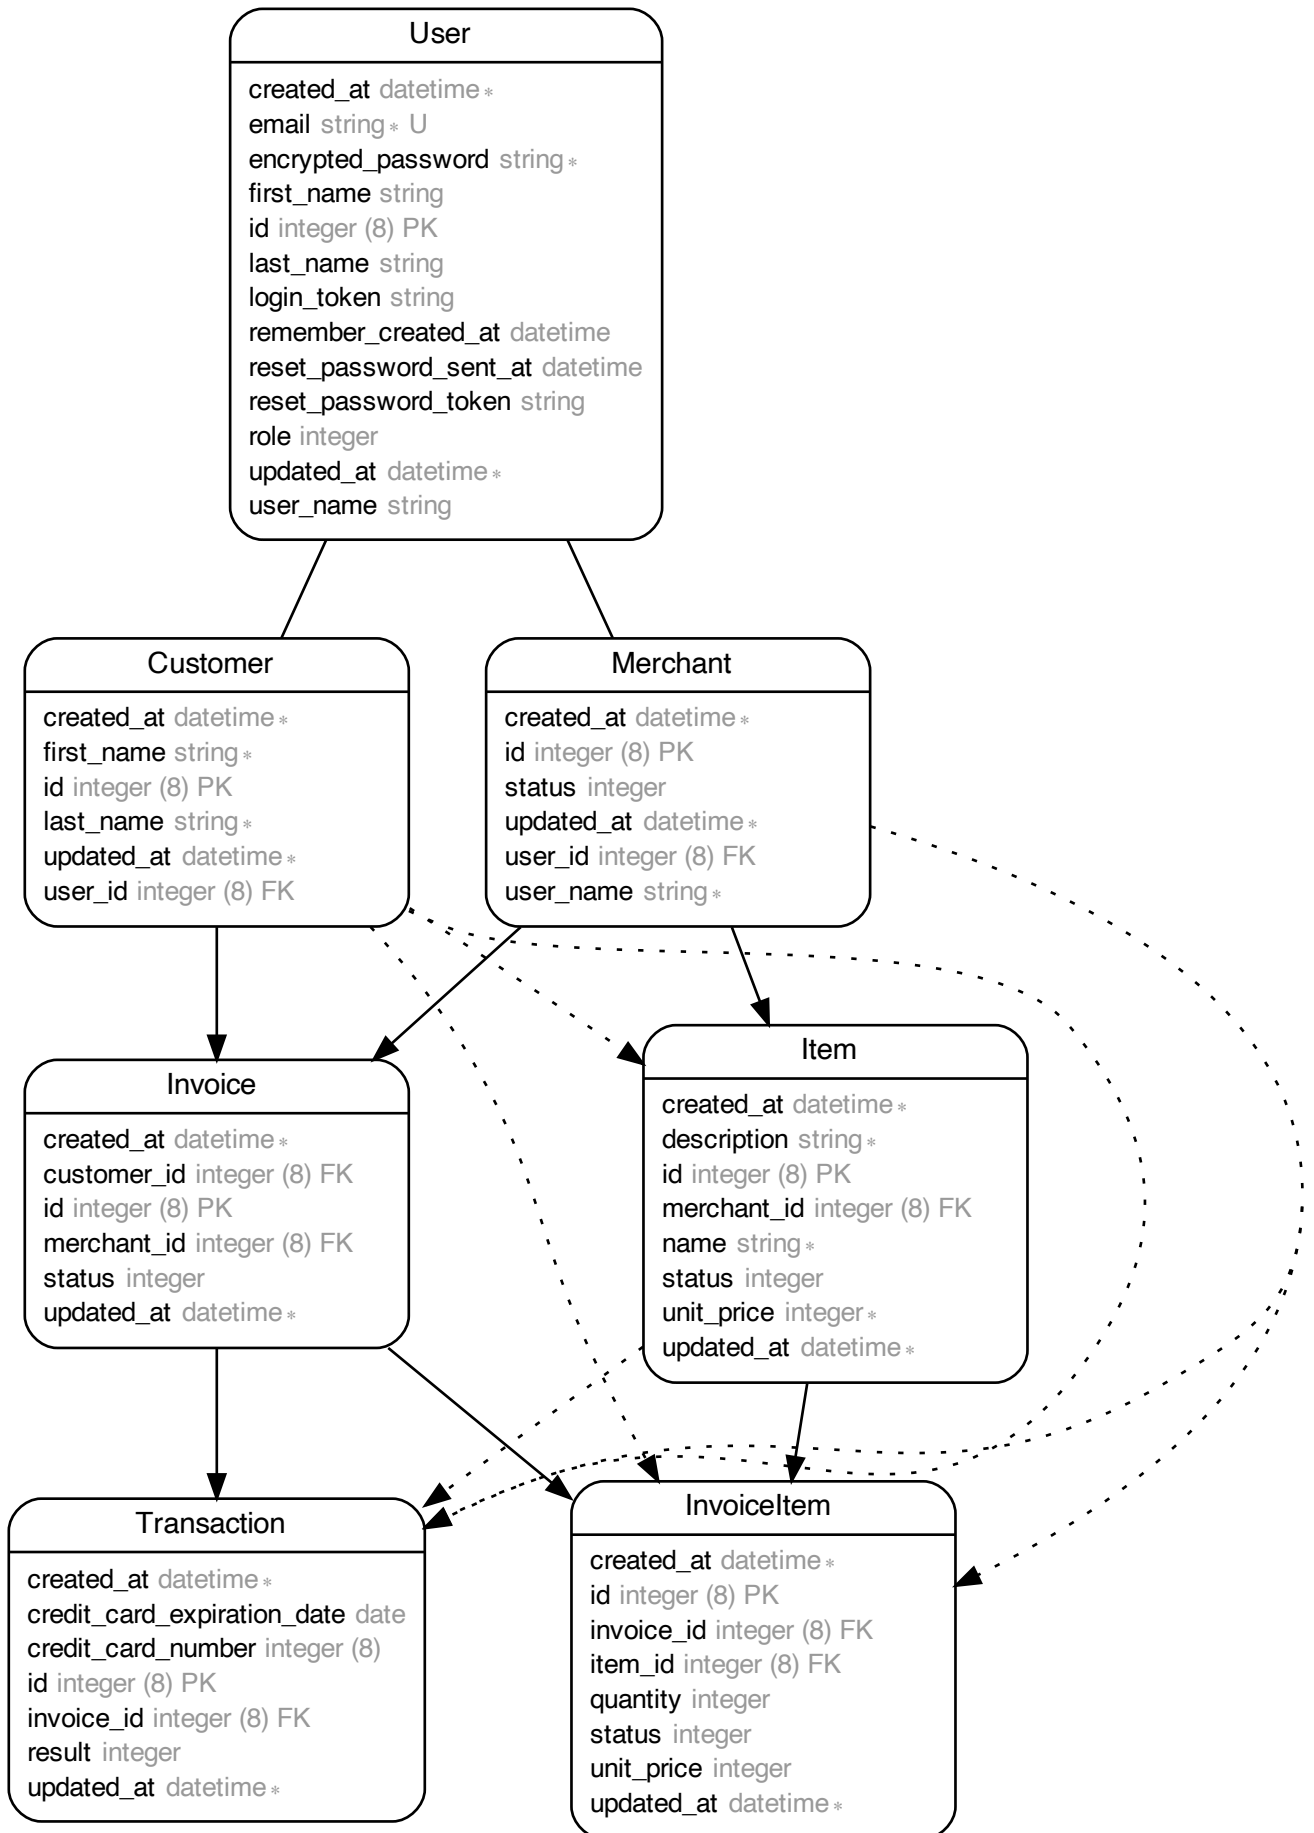 User
created_at datetime *
email string * U
encrypted_password string *
first_name string
id integer (8) PK
last_name string
login_token string
remember_created_at datetime
reset_password_sent_at datetime
reset_password_token string
role integer
updated_at datetime *
user_name string
Customer
created_at datetime *
first_name string *
id integer (8) PK
last_name string *
updated_at datetime *
user_id integer (8) FK
Merchant
created_at datetime *
id integer (8) PK
status integer
updated_at datetime *
user_id integer (8) FK
user_name string *
Invoice
created_at datetime *
customer_id integer (8) FK
id integer (8) PK
merchant_id integer (8) FK
status integer
updated_at datetime *
Item
created_at datetime *
description string *
id integer (8) PK
merchant_id integer (8) FK
name string *
status integer
unit_price integer *
updated_at datetime *
Transaction
created_at datetime *
credit_card_expiration_date date
credit_card_number integer (8)
id integer (8) PK
invoice_id integer (8) FK
result integer
updated_at datetime *
InvoiceItem
created_at datetime *
id integer (8) PK
invoice_id integer (8) FK
item_id integer (8) FK
quantity integer
status integer
unit_price integer
updated_at datetime *